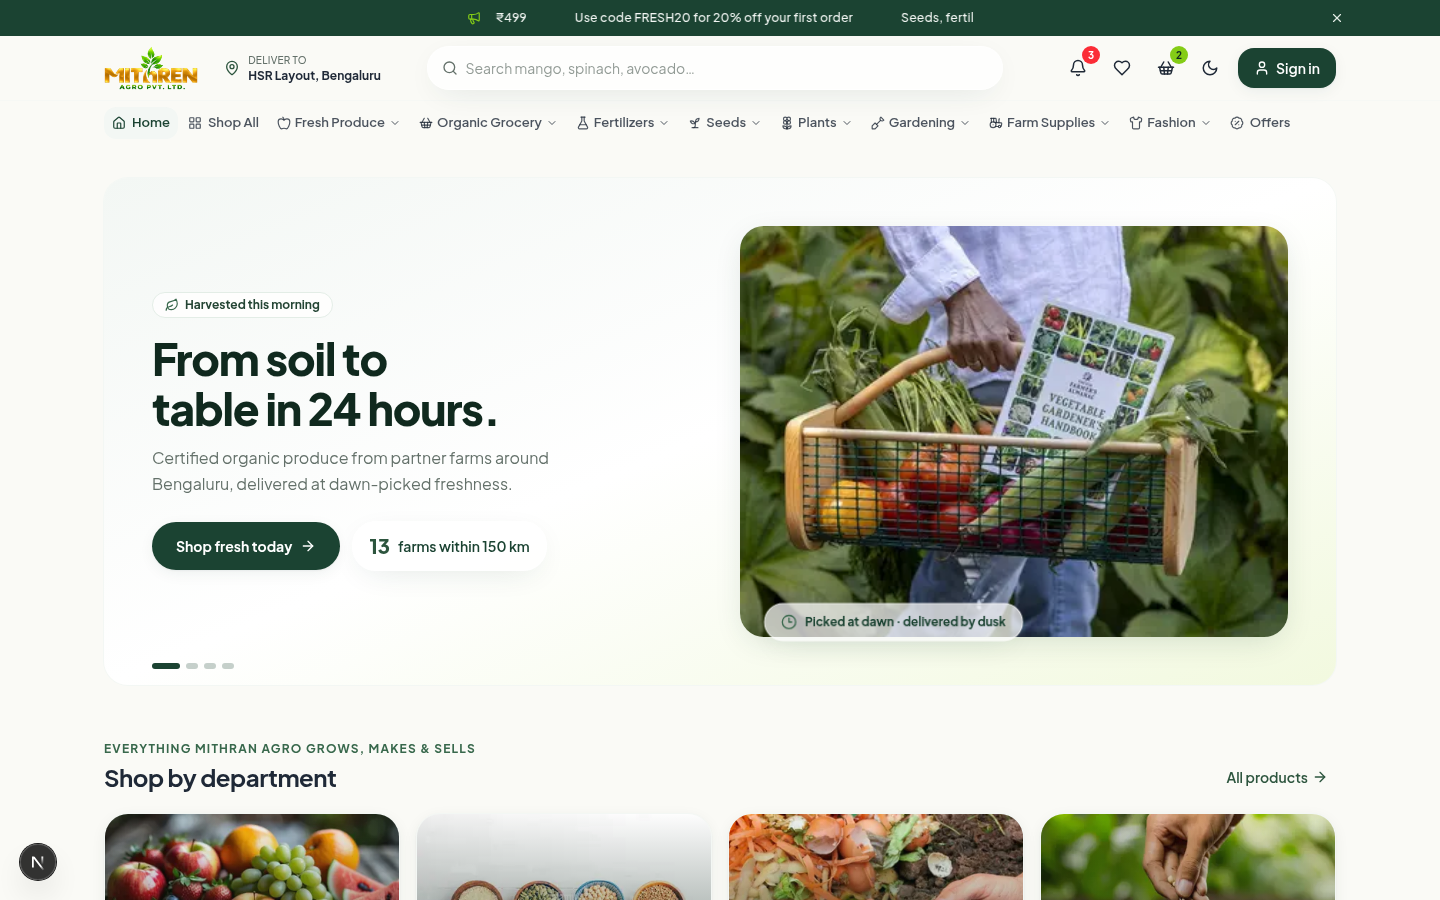 ₹499
Use code FRESH20 for 20% off your first order
Seeds, fertil
MITHREN
AGRO PVT. LTD.
DELIVER TO
HSR Layout, Bengaluru
Search mango, spinach, avocado...
3
2
Sign in
Home
Shop All
Fresh Produce
Organic Grocery
Fertilizers
Seeds
Plants
Gardening
Farm Supplies
Fashion
Offers
Harvested this morning
From soil to
table in 24 hours.
Certified organic produce from partner farms around
Bengaluru, delivered at dawn-picked freshness.
Shop fresh today
13 farms within 150 km
FARMER'S
ALMANAC
VEGETABLE
GARDENER'S
HANDBOOK
Picked at dawn · delivered by dusk
EVERYTHING MITHRAN AGRO GROWS, MAKES & SELLS
Shop by department
All products
N